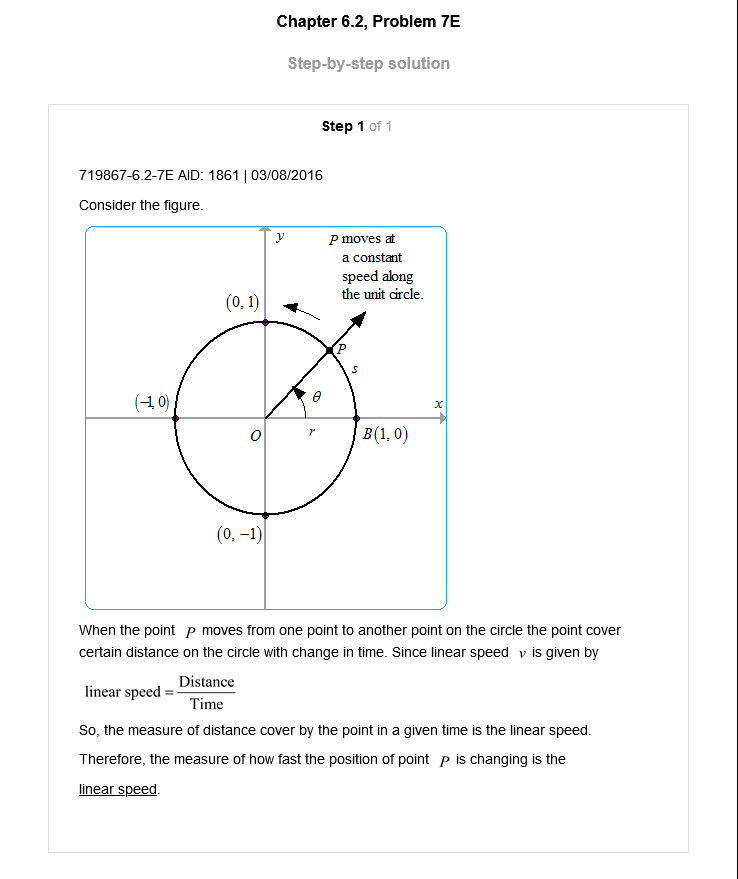 Chapter 6.2, Problem 7E
Step-by-step solution
Step 1 of 1
719867-6.2-7E AID: 1861 | 03/08/2016
Consider the figure.
y
P moves at
a constant
speed along
the unit circle.
(0, 1)
P
s
θ
(-1, 0)
x
O
r
B(1, 0)
(0, −1)
When the point P moves from one point to another point on the circle the point cover
certain distance on the circle with change in time. Since linear speed v is given by
linear speed = Distance / Time
So, the measure of distance cover by the point in a given time is the linear speed.
Therefore, the measure of how fast the position of point P is changing is the
linear speed.